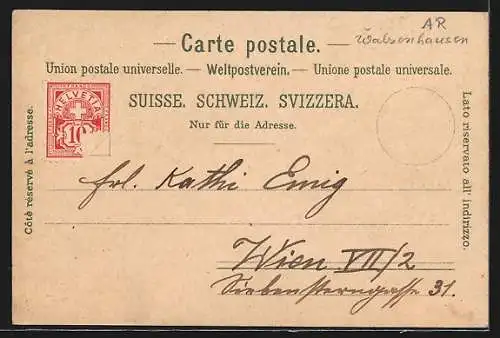 AR
Walzenhausen
— Carte postale. —
Union postale universelle. — Weltpostverein. — Unione postale universale.
SUISSE. SCHWEIZ. SVIZZERA.
Nur für die Adresse.
HELVETIA
10
Côté réservé à l'adresse.
Lato riservato all' indirizzo.
Frl. Kathi Emig
Wien VII/2
Siebensterngasse 31.